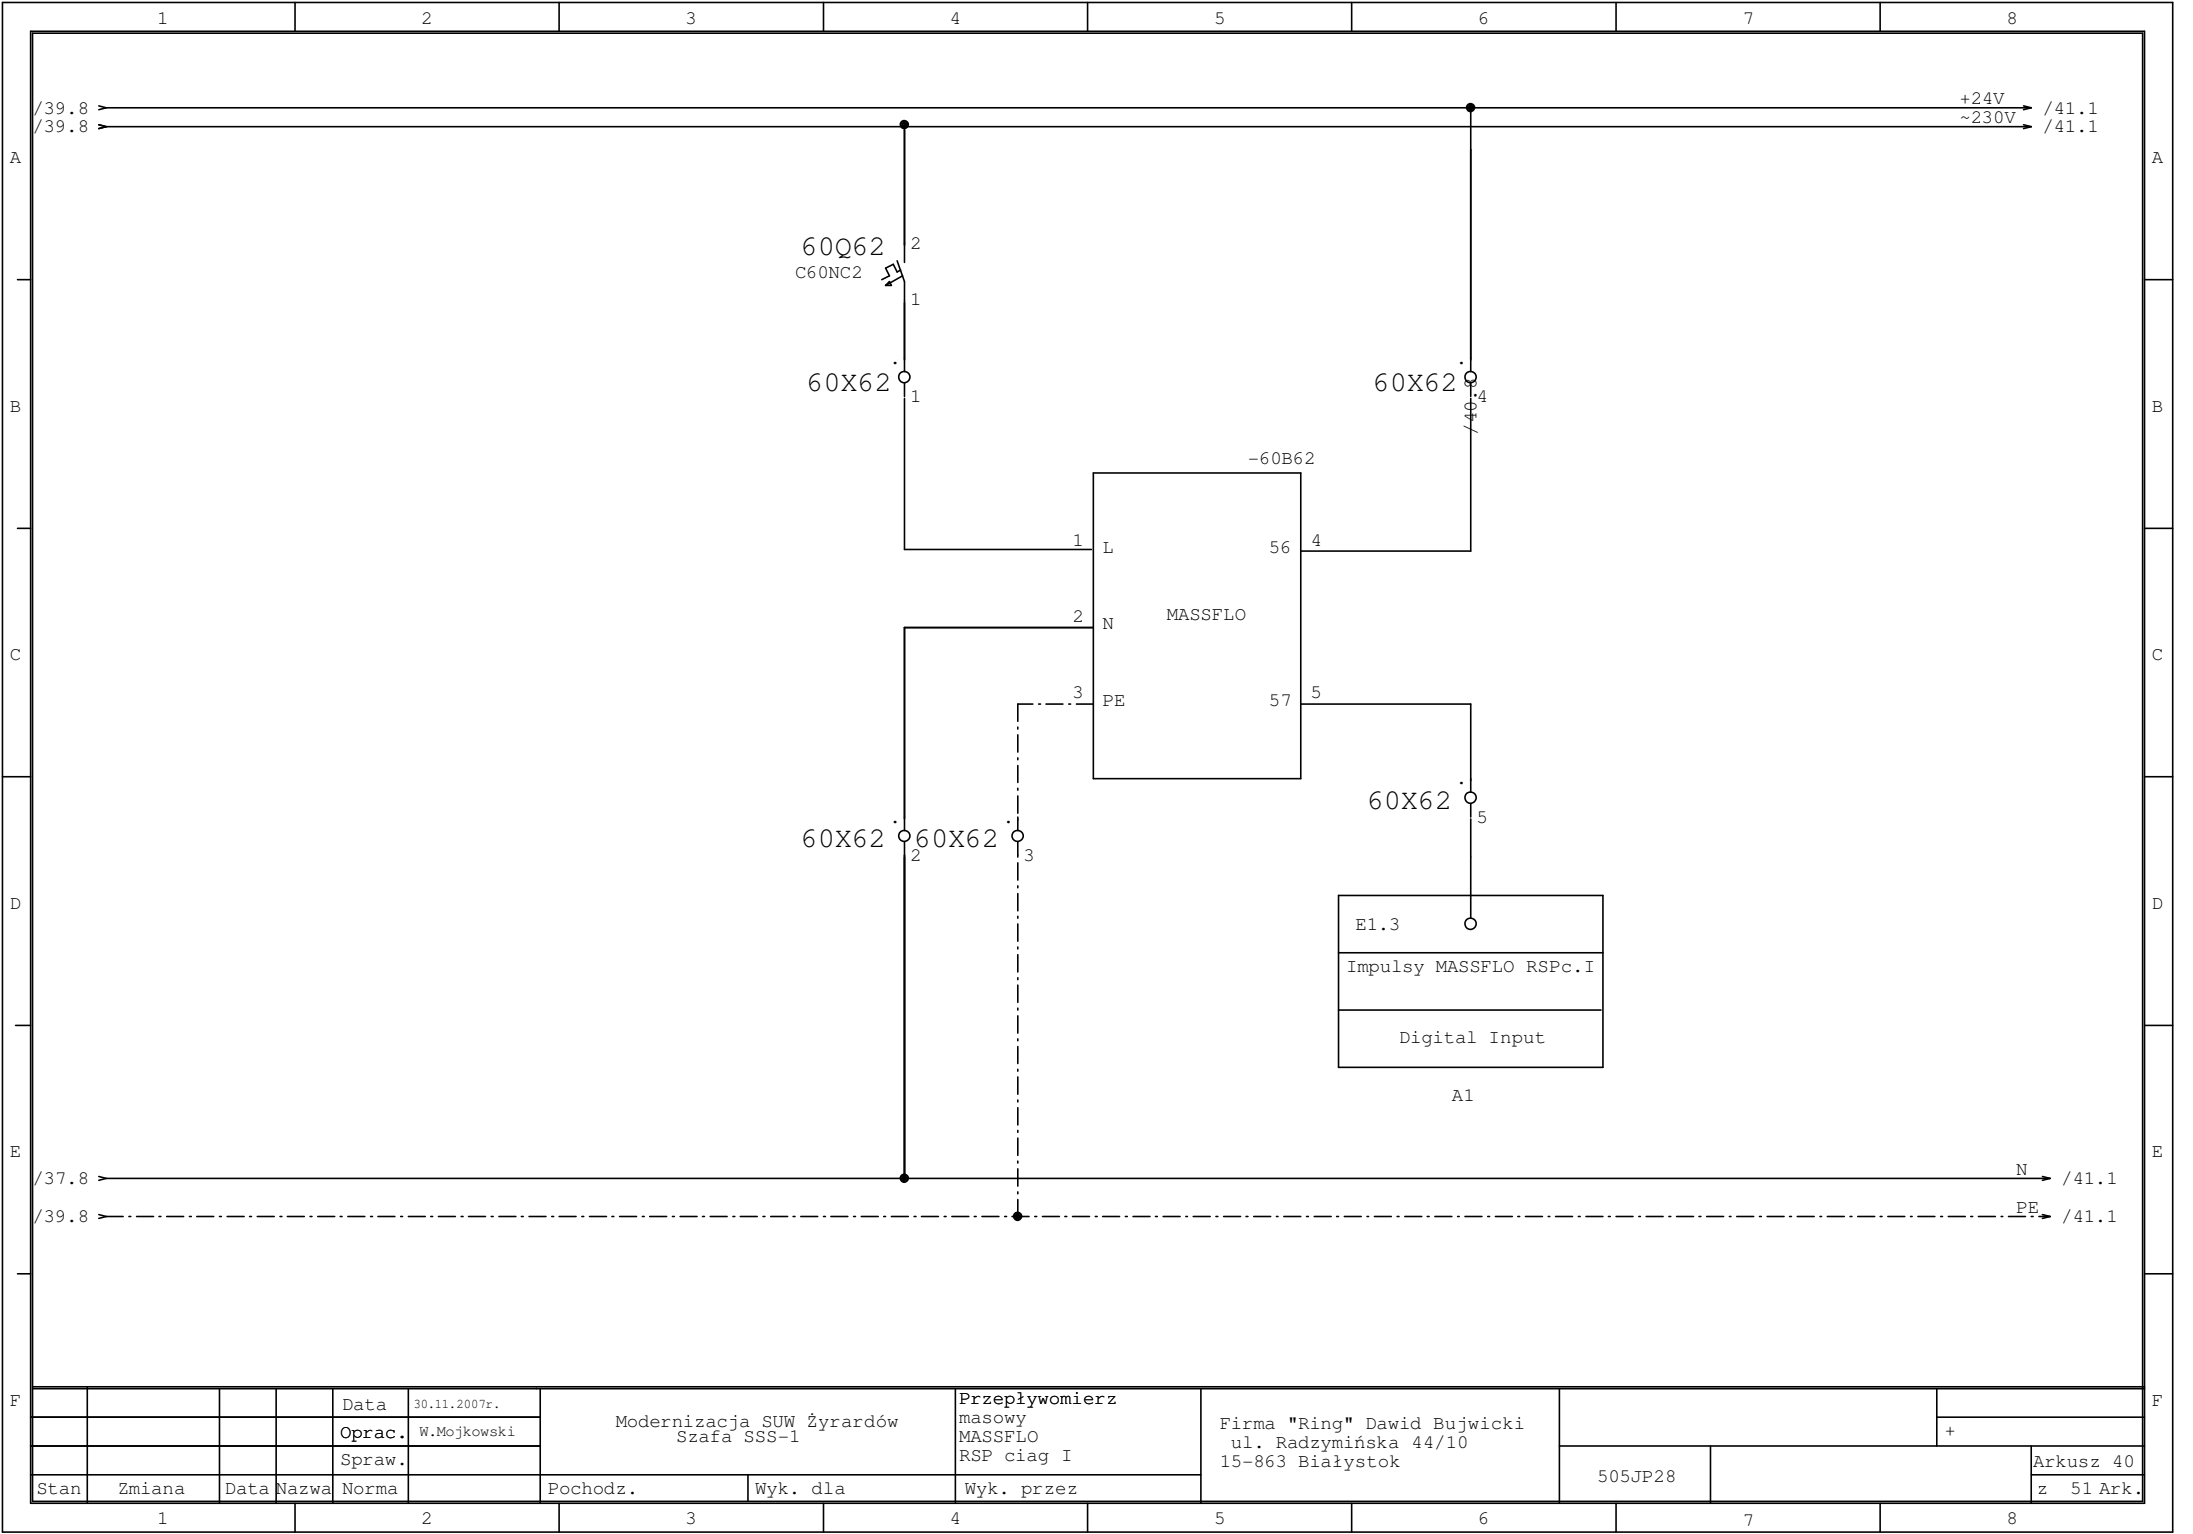 1 2 3 4 5 6 7 8
/39.8 +24V /41.1
/39.8 ~230V /41.1
A A
60Q62 2
C60NC2
1
60X62 1
60X62 4
/40.8
B B
-60B62
1 L 56 4
MASSFLO
2 N
C C
3 PE 57 5
60X62 5
60X62 2 60X62 3
D D
E1.3
Impulsy MASSFLO RSPc.I
Digital Input
A1
E E
/37.8 N /41.1
/39.8 PE /41.1
F F
Data 30.11.2007r.
Oprac. W.Mojkowski
Spraw.
Stan Zmiana Data Nazwa Norma
Modernizacja SUW Żyrardów
Szafa SSS-1
Pochodz. Wyk. dla
Przepływomierz
masowy
MASSFLO
RSP ciag I
Wyk. przez
Firma "Ring" Dawid Bujwicki
ul. Radzymińska 44/10
15-863 Białystok
505JP28
+
Arkusz 40
z 51 Ark.
1 2 3 4 5 6 7 8